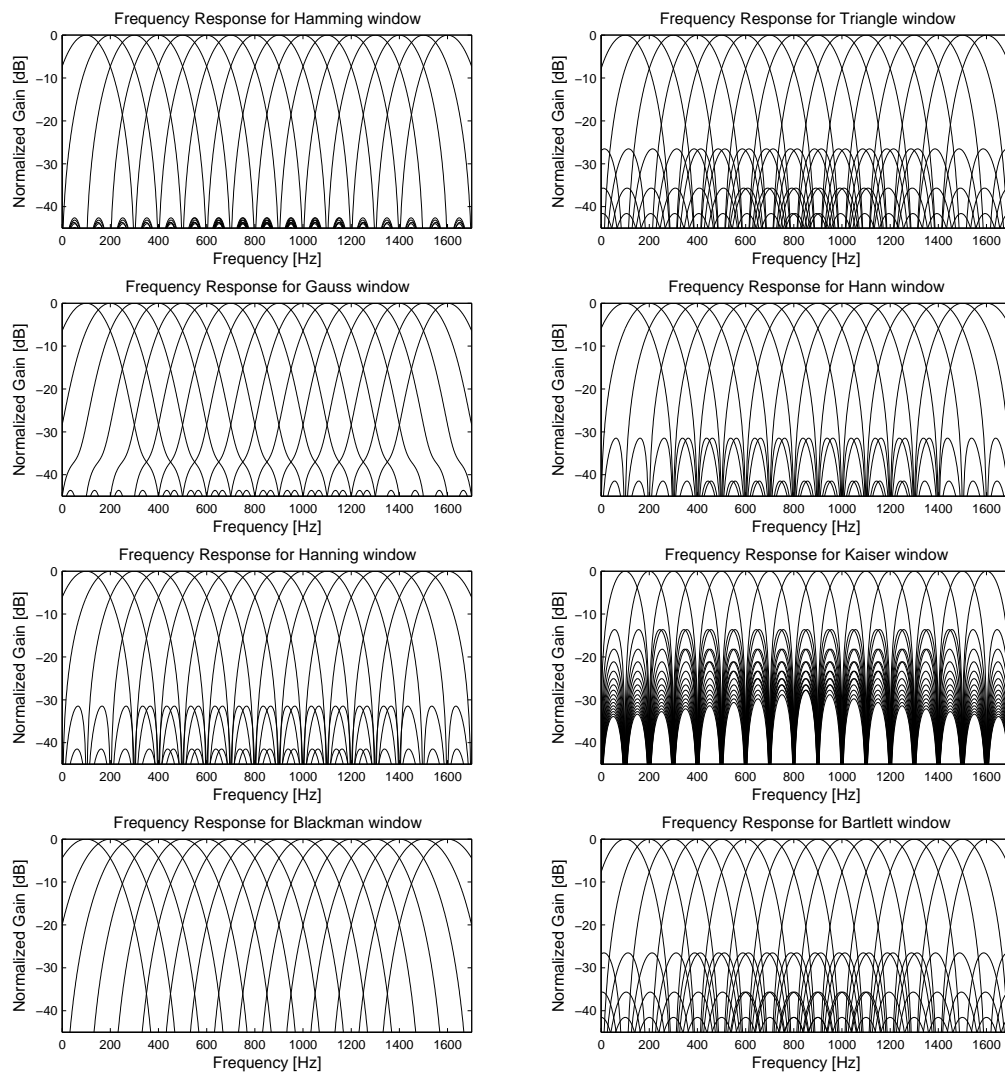 Frequency Response for Hamming window
0
−10
−20
−30
−40
Normalized Gain [dB]
0 200 400 600 800 1000 1200 1400 1600
Frequency [Hz]
Frequency Response for Triangle window
0
−10
−20
−30
−40
Normalized Gain [dB]
0 200 400 600 800 1000 1200 1400 1600
Frequency [Hz]
Frequency Response for Gauss window
0
−10
−20
−30
−40
Normalized Gain [dB]
0 200 400 600 800 1000 1200 1400 1600
Frequency [Hz]
Frequency Response for Hann window
0
−10
−20
−30
−40
Normalized Gain [dB]
0 200 400 600 800 1000 1200 1400 1600
Frequency [Hz]
Frequency Response for Hanning window
0
−10
−20
−30
−40
Normalized Gain [dB]
0 200 400 600 800 1000 1200 1400 1600
Frequency [Hz]
Frequency Response for Kaiser window
0
−10
−20
−30
−40
Normalized Gain [dB]
0 200 400 600 800 1000 1200 1400 1600
Frequency [Hz]
Frequency Response for Blackman window
0
−10
−20
−30
−40
Normalized Gain [dB]
0 200 400 600 800 1000 1200 1400 1600
Frequency [Hz]
Frequency Response for Bartlett window
0
−10
−20
−30
−40
Normalized Gain [dB]
0 200 400 600 800 1000 1200 1400 1600
Frequency [Hz]